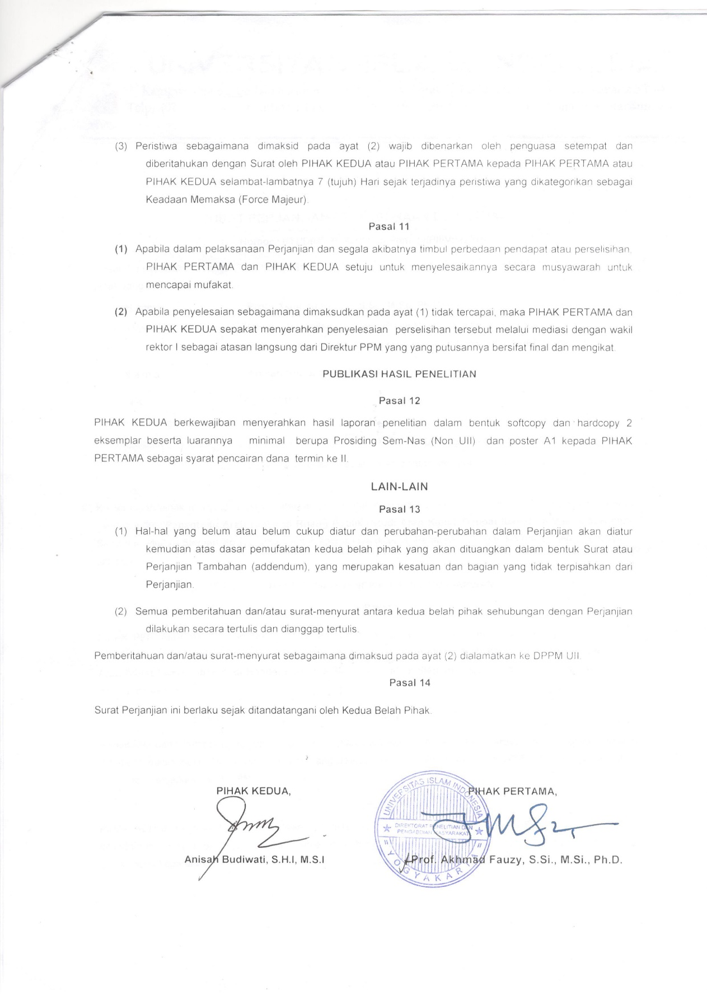 (3) Peristiwa sebagaimana dimaksid pada ayat (2) wajib dibenarkan oleh penguasa setempat dan
diberitahukan dengan Surat oleh PIHAK KEDUA atau PIHAK PERTAMA kepada PIHAK PERTAMA atau
PIHAK KEDUA selambat-lambatnya 7 (tujuh) Hari sejak terjadinya peristiwa yang dikategorikan sebagai
Keadaan Memaksa (Force Majeur).
Pasal 11
(1) Apabila dalam pelaksanaan Perjanjian dan segala akibatnya timbul perbedaan pendapat atau perselisihan,
PIHAK PERTAMA dan PIHAK KEDUA setuju untuk menyelesaikannya secara musyawarah untuk
mencapai mufakat.
(2) Apabila penyelesaian sebagaimana dimaksudkan pada ayat (1) tidak tercapai, maka PIHAK PERTAMA dan
PIHAK KEDUA sepakat menyerahkan penyelesaian perselisihan tersebut melalui mediasi dengan wakil
rektor I sebagai atasan langsung dari Direktur PPM yang yang putusannya bersifat final dan mengikat.
PUBLIKASI HASIL PENELITIAN
Pasal 12
PIHAK KEDUA berkewajiban menyerahkan hasil laporan penelitian dalam bentuk softcopy dan hardcopy 2
eksemplar beserta luarannya minimal berupa Prosiding Sem-Nas (Non UII) dan poster A1 kepada PIHAK
PERTAMA sebagai syarat pencairan dana termin ke II.
LAIN-LAIN
Pasal 13
(1) Hal-hal yang belum atau belum cukup diatur dan perubahan-perubahan dalam Perjanjian akan diatur
kemudian atas dasar pemufakatan kedua belah pihak yang akan dituangkan dalam bentuk Surat atau
Perjanjian Tambahan (addendum), yang merupakan kesatuan dan bagian yang tidak terpisahkan dari
Perjanjian.
(2) Semua pemberitahuan dan/atau surat-menyurat antara kedua belah pihak sehubungan dengan Perjanjian
dilakukan secara tertulis dan dianggap tertulis.
Pemberitahuan dan/atau surat-menyurat sebagaimana dimaksud pada ayat (2) dialamatkan ke DPPM UII.
Pasal 14
Surat Perjanjian ini berlaku sejak ditandatangani oleh Kedua Belah Pihak.
PIHAK KEDUA,
Anisah Budiwati, S.H.I, M.S.I
PIHAK PERTAMA,
UNIVERSITAS ISLAM INDONESIA
DIREKTORAT PENELITIAN DAN
PENGABDIAN MASYARAKAT
YOGYAKARTA
Prof. Akhmad Fauzy, S.Si., M.Si., Ph.D.